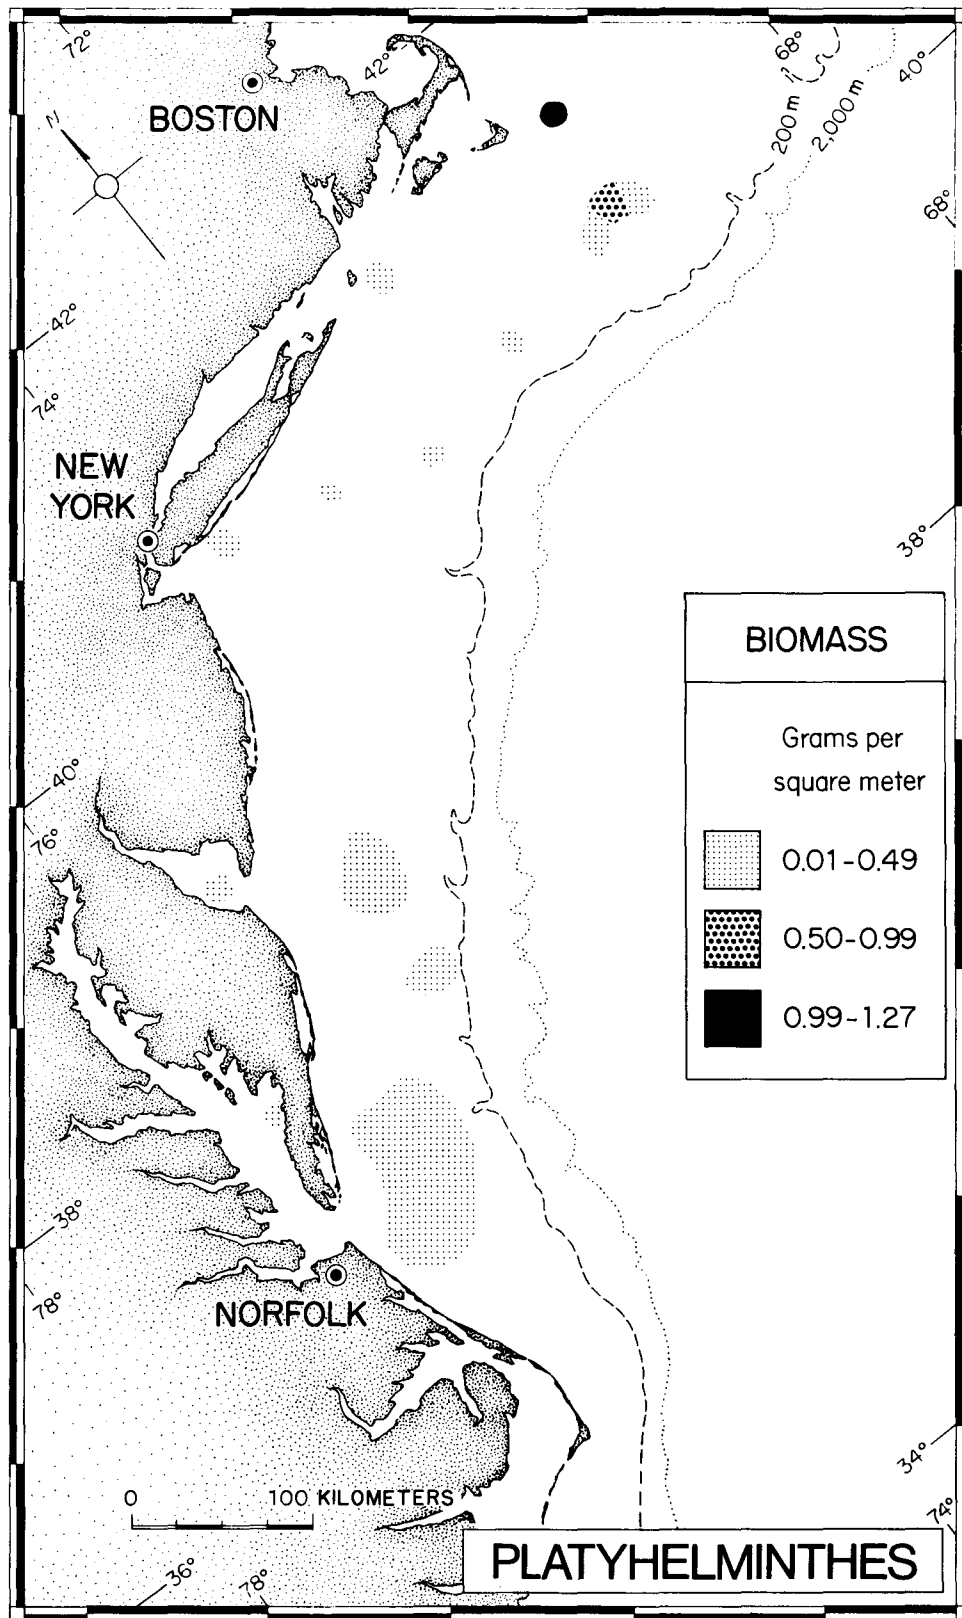 72°
42°
68°
40°
BOSTON
N
200 m
2,000 m
68°
42°
74°
NEW
YORK
38°
BIOMASS
Grams per
square meter
0.01-0.49
0.50-0.99
0.99-1.27
40°
76°
38°
78°
NORFOLK
34°
0 100 KILOMETERS
74°
PLATYHELMINTHES
36°
78°